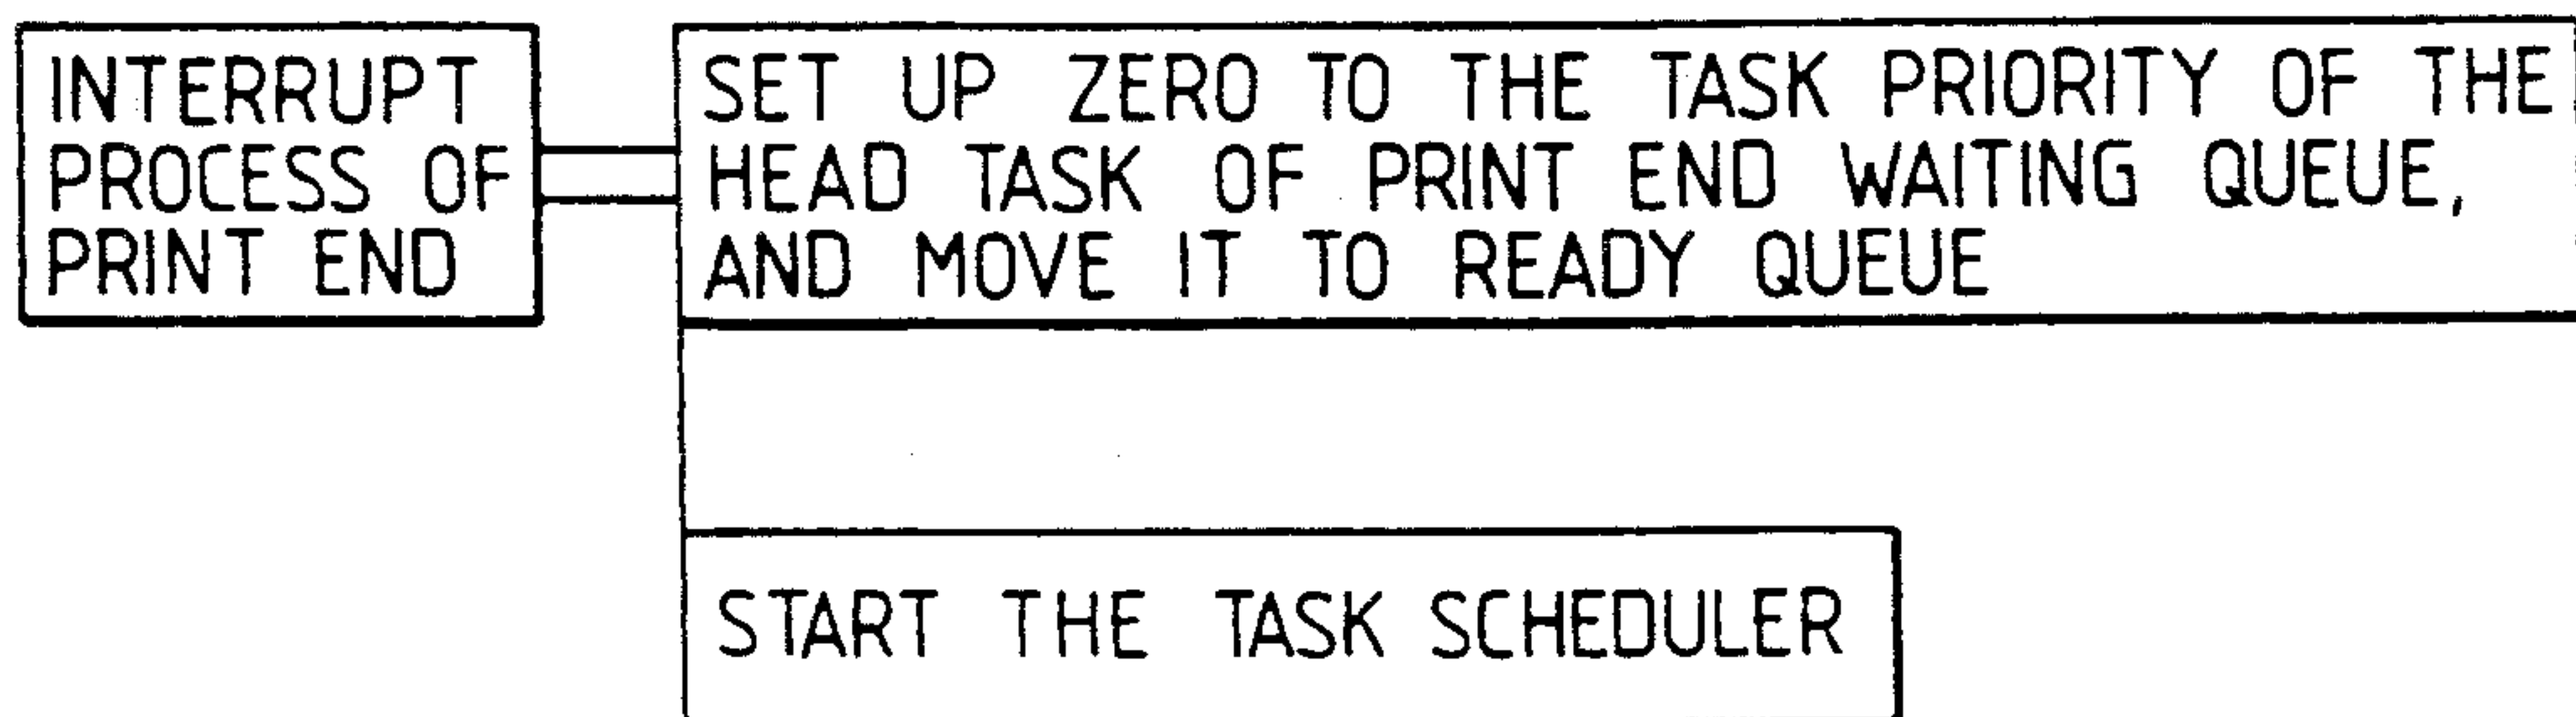 INTERRUPT
PROCESS OF
PRINT END
SET UP ZERO TO THE TASK PRIORITY OF THE
HEAD TASK OF PRINT END WAITING QUEUE,
AND MOVE IT TO READY QUEUE
START THE TASK SCHEDULER